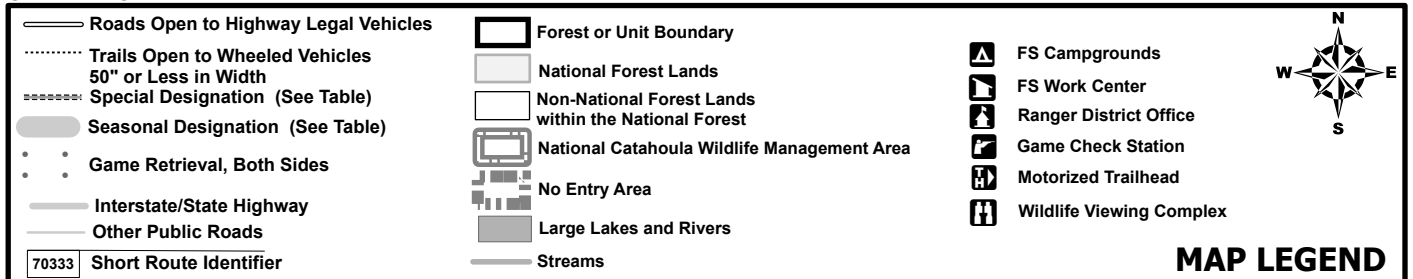 Roads Open to Highway Legal Vehicles
Trails Open to Wheeled Vehicles
50" or Less in Width
Special Designation (See Table)
Seasonal Designation (See Table)
Game Retrieval, Both Sides
Interstate/State Highway
Other Public Roads
70333 Short Route Identifier
Forest or Unit Boundary
National Forest Lands
Non-National Forest Lands
within the National Forest
National Catahoula Wildlife Management Area
No Entry Area
Large Lakes and Rivers
Streams
FS Campgrounds
FS Work Center
Ranger District Office
Game Check Station
TH Motorized Trailhead
Wildlife Viewing Complex
N
W E
S
MAP LEGEND